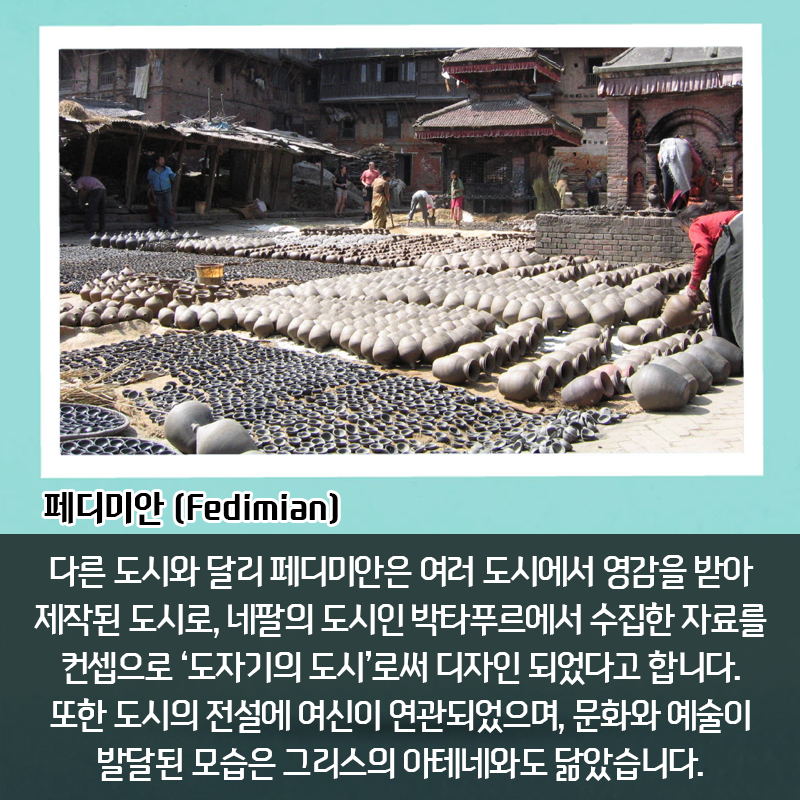 페디미안 (Fedimian)
다른 도시와 달리 페디미안은 여러 도시에서 영감을 받아
제작된 도시로, 네팔의 도시인 박타푸르에서 수집한 자료를
컨셉으로 ‘도자기의 도시’로써 디자인 되었다고 합니다.
또한 도시의 전설에 여신이 연관되었으며, 문화와 예술이
발달된 모습은 그리스의 아테네와도 닮았습니다.